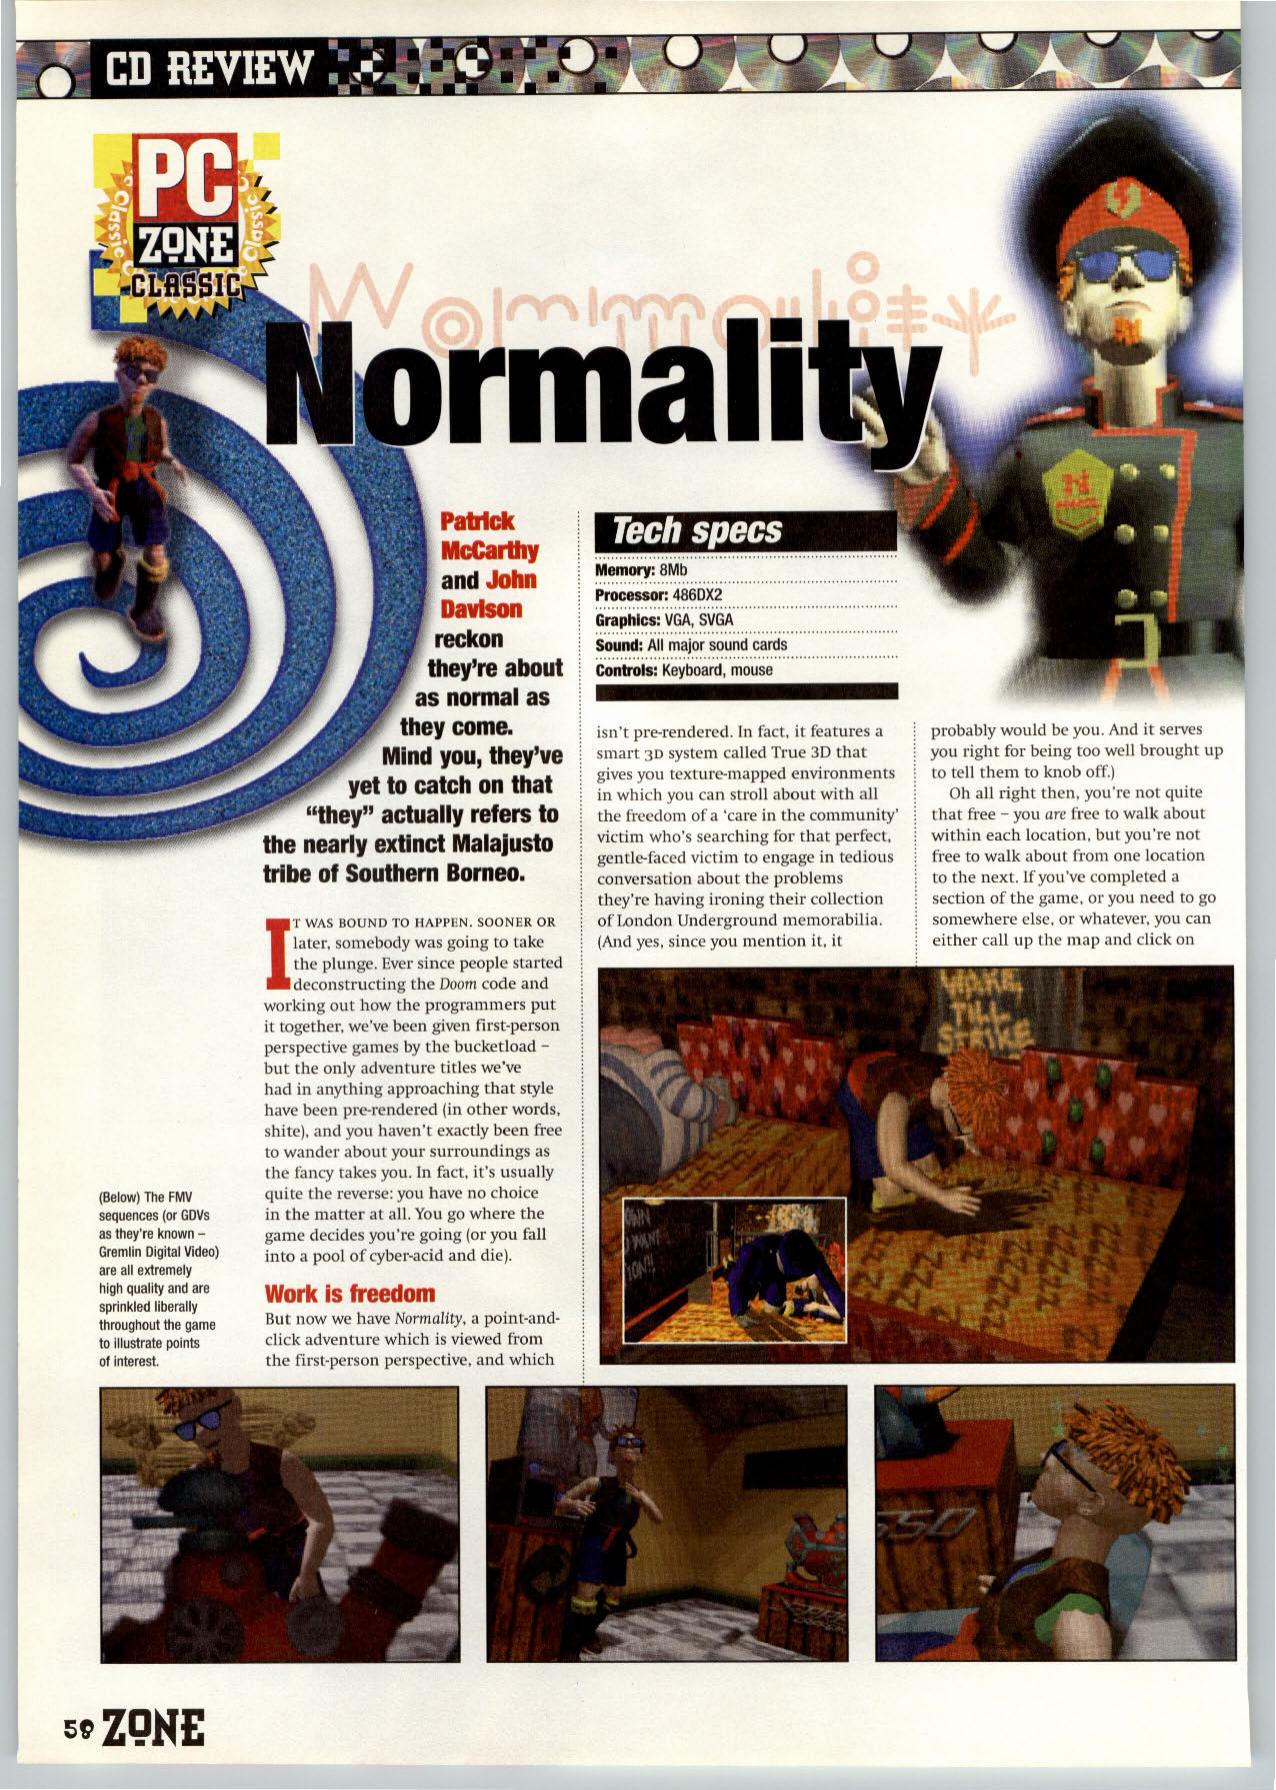 CD REVIEW
PC
ZONE
CLASSIC
Classic
Classic
Normality
Normality
Patrick
McCarthy
and John
Davison
reckon
they're about
as normal as
they come.
Mind you, they've
yet to catch on that
"they" actually refers to
the nearly extinct Malajusto
tribe of Southern Borneo.
Tech specs
Memory: 8Mb
Processor: 486DX2
Graphics: VGA, SVGA
Sound: All major sound cards
Controls: Keyboard, mouse
IT WAS BOUND TO HAPPEN. SOONER OR
later, somebody was going to take
the plunge. Ever since people started
deconstructing the Doom code and
working out how the programmers put
it together, we've been given first-person
perspective games by the bucketload –
but the only adventure titles we've
had in anything approaching that style
have been pre-rendered (in other words,
shite), and you haven't exactly been free
to wander about your surroundings as
the fancy takes you. In fact, it's usually
quite the reverse: you have no choice
in the matter at all. You go where the
game decides you're going (or you fall
into a pool of cyber-acid and die).
Work is freedom
But now we have Normality, a point-and-
click adventure which is viewed from
the first-person perspective, and which
isn't pre-rendered. In fact, it features a
smart 3D system called True 3D that
gives you texture-mapped environments
in which you can stroll about with all
the freedom of a 'care in the community'
victim who's searching for that perfect,
gentle-faced victim to engage in tedious
conversation about the problems
they're having ironing their collection
of London Underground memorabilia.
(And yes, since you mention it, it
probably would be you. And it serves
you right for being too well brought up
to tell them to knob off.)
Oh all right then, you're not quite
that free – you are free to walk about
within each location, but you're not
free to walk about from one location
to the next. If you've completed a
section of the game, or you need to go
somewhere else, or whatever, you can
either call up the map and click on
(Below) The FMV
sequences (or GDVs
as they're known –
Gremlin Digital Video)
are all extremely
high quality and are
sprinkled liberally
throughout the game
to illustrate points
of interest.
WAKE
TILL
STRIKE
58 ZONE